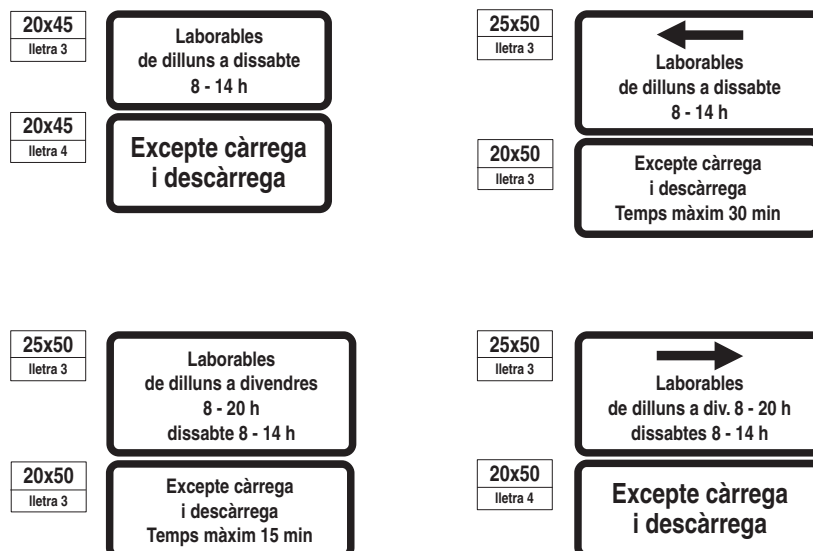 20x45
lletra 3
Laborables
de dilluns a dissabte
8 - 14 h
20x45
lletra 4
Excepte càrrega
i descàrrega
25x50
lletra 3
Laborables
de dilluns a dissabte
8 - 14 h
20x50
lletra 3
Excepte càrrega
i descàrrega
Temps màxim 30 min
25x50
lletra 3
Laborables
de dilluns a divendres
8 - 20 h
dissabte 8 - 14 h
20x50
lletra 3
Excepte càrrega
i descàrrega
Temps màxim 15 min
25x50
lletra 3
Laborables
de dilluns a div. 8 - 20 h
dissabtes 8 - 14 h
20x50
lletra 4
Excepte càrrega
i descàrrega